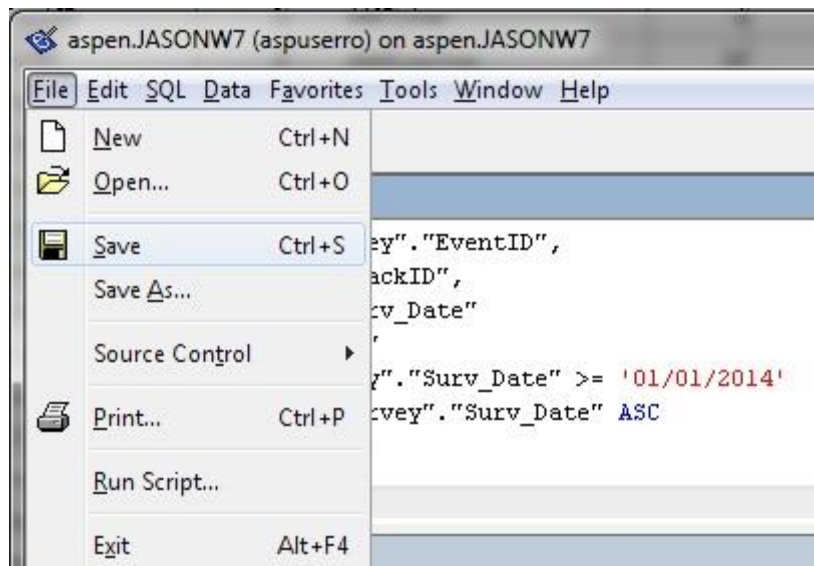 aspen.JASONW7 (aspuserro) on aspen.JASONW7
File Edit SQL Data Favorites Tools Window Help
New Ctrl+N
Open... Ctrl+O
Save Ctrl+S
Save As...
Source Control
Print... Ctrl+P
Run Script...
Exit Alt+F4
ey"."EventID",
ackID",
rv_Date"
"
y"."Surv_Date" >= '01/01/2014'
rvey"."Surv_Date" ASC